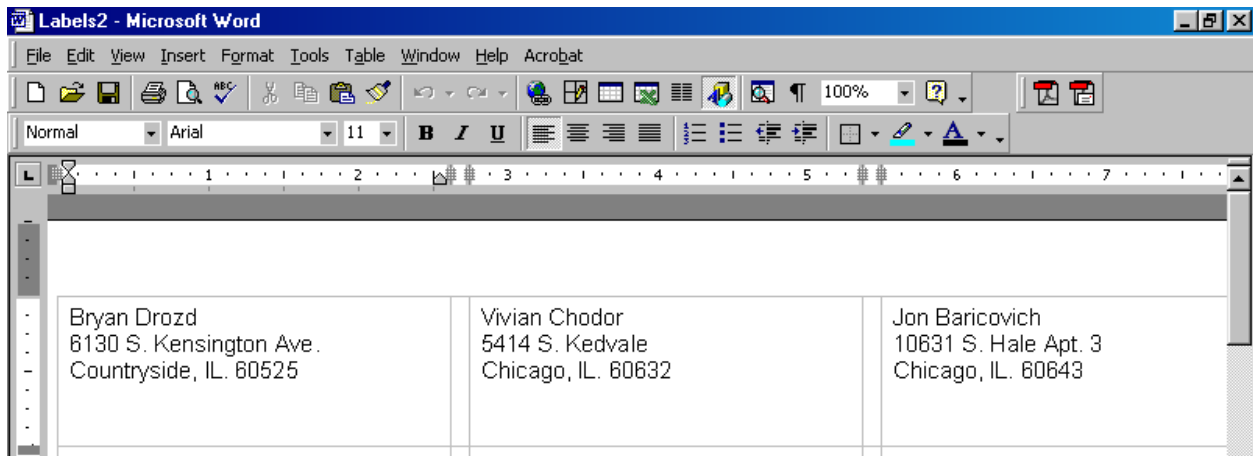 Labels2 - Microsoft Word
File Edit View Insert Format Tools Table Window Help Acrobat
ABC 100%
Normal Arial 11 B I U A
L 1 2 3 4 5 6 7
Bryan Drozd
6130 S. Kensington Ave.
Countryside, IL. 60525
Vivian Chodor
5414 S. Kedvale
Chicago, IL. 60632
Jon Baricovich
10631 S. Hale Apt. 3
Chicago, IL. 60643